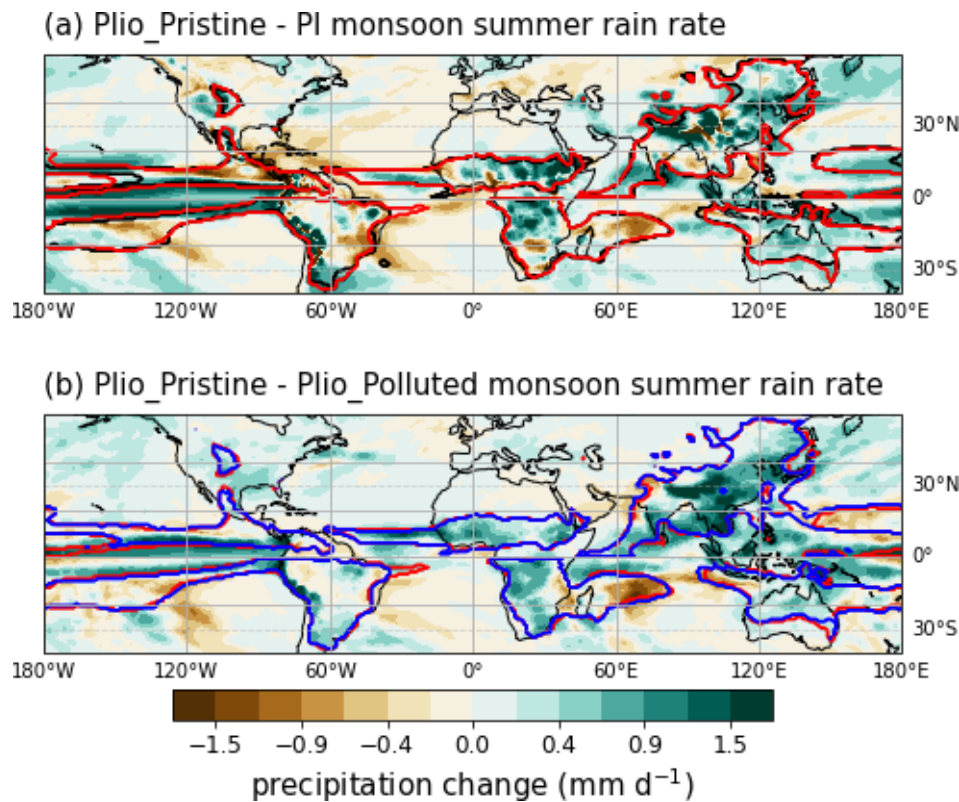 (a) Plio_Pristine - PI monsoon summer rain rate
30°N
0°
30°S
180°W 120°W 60°W 0° 60°E 120°E 180°E
(b) Plio_Pristine - Plio_Polluted monsoon summer rain rate
30°N
0°
30°S
180°W 120°W 60°W 0° 60°E 120°E 180°E
−1.5 −0.9 −0.4 0.0 0.4 0.9 1.5
precipitation change (mm d⁻¹)